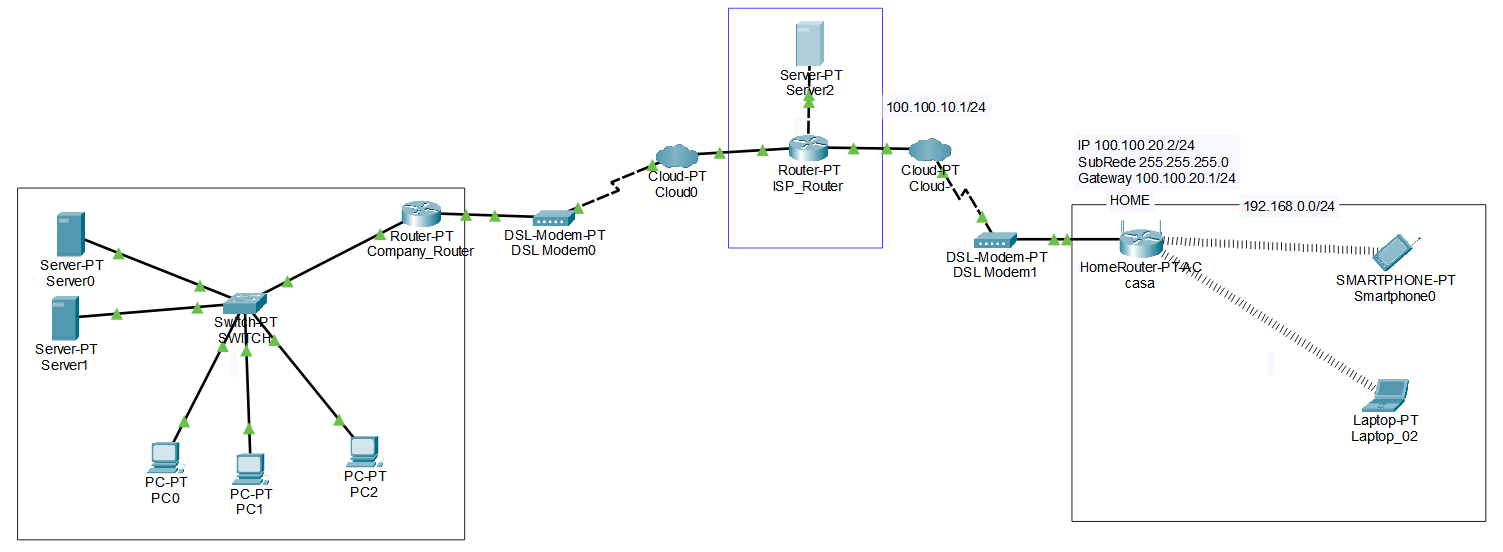 Server-PT
Server2
100.100.10.1/24
Cloud-PT
Cloud0
Router-PT
ISP_Router
Cloud-PT
Cloud-
IP 100.100.20.2/24
SubRede 255.255.255.0
Gateway 100.100.20.1/24
HOME
192.168.0.0/24
Server-PT
Server0
Router-PT
Company_Router
DSL-Modem-PT
DSL Modem0
DSL-Modem-PT
DSL Modem1
HomeRouter-PT-AC
casa
SMARTPHONE-PT
Smartphone0
Switch-PT
SWITCH
Server-PT
Server1
PC-PT
PC0
PC-PT
PC1
PC-PT
PC2
Laptop-PT
Laptop_02